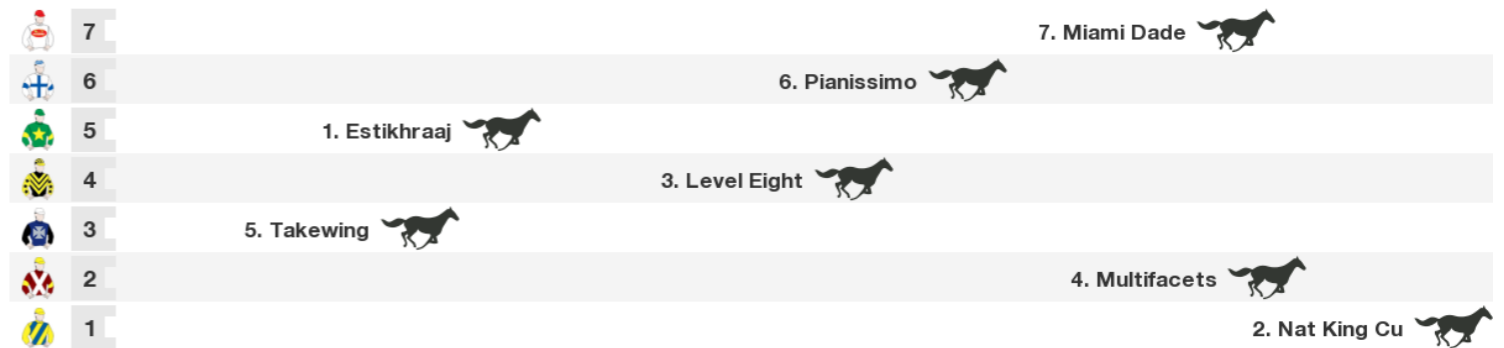 7 7. Miami Dade
6 6. Pianissimo
5 1. Estikhraaj
4 3. Level Eight
3 5. Takewing
2 4. Multifacets
1 2. Nat King Cu